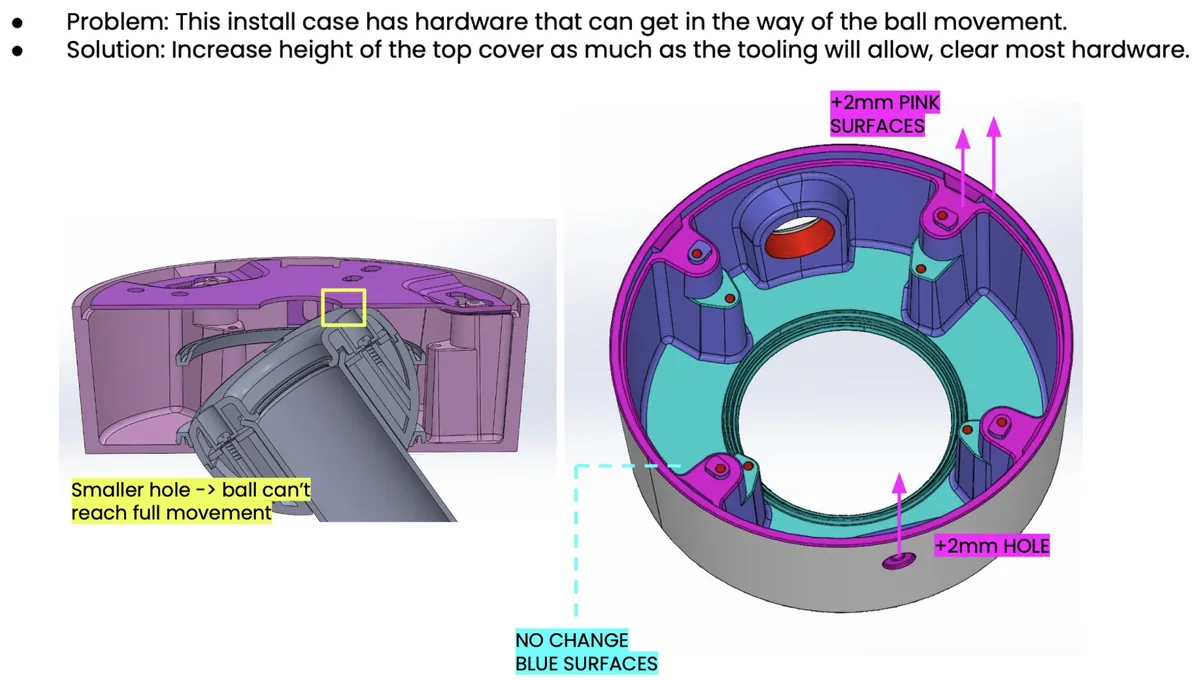 • Problem: This install case has hardware that can get in the way of the ball movement.
• Solution: Increase height of the top cover as much as the tooling will allow, clear most hardware.
+2mm PINK
SURFACES
Smaller hole -> ball can't
reach full movement
+2mm HOLE
NO CHANGE
BLUE SURFACES